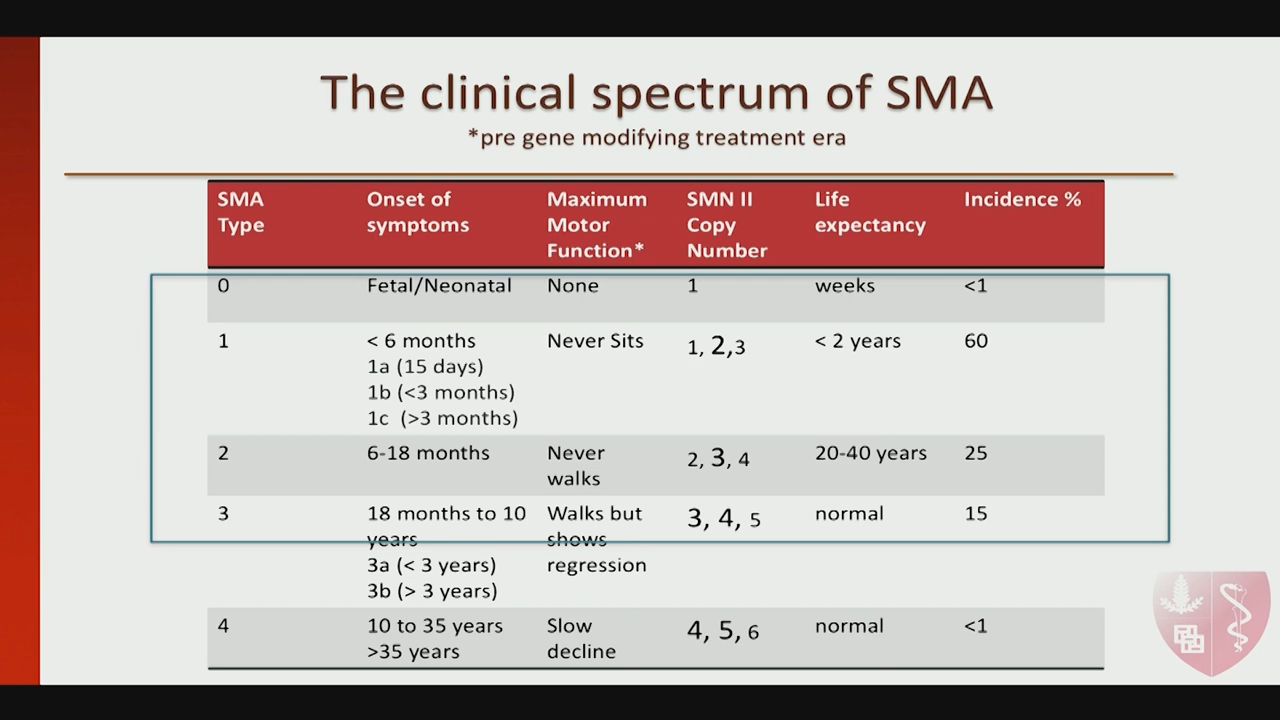 The clinical spectrum of SMA
*pre gene modifying treatment era
SMA Type	Onset of symptoms	Maximum Motor Function*	SMN II Copy Number	Life expectancy	Incidence %
0	Fetal/Neonatal	None	1	weeks	<1
1	< 6 months	Never Sits	1, 2,3	< 2 years	60
1a (15 days)
1b (<3 months)
1c (>3 months)
2	6-18 months	Never walks	2, 3, 4	20-40 years	25
3	18 months to 10 years	Walks but shows regression	3, 4, 5	normal	15
3a (< 3 years)
3b (> 3 years)
4	10 to 35 years	Slow decline	4, 5, 6	normal	<1
>35 years